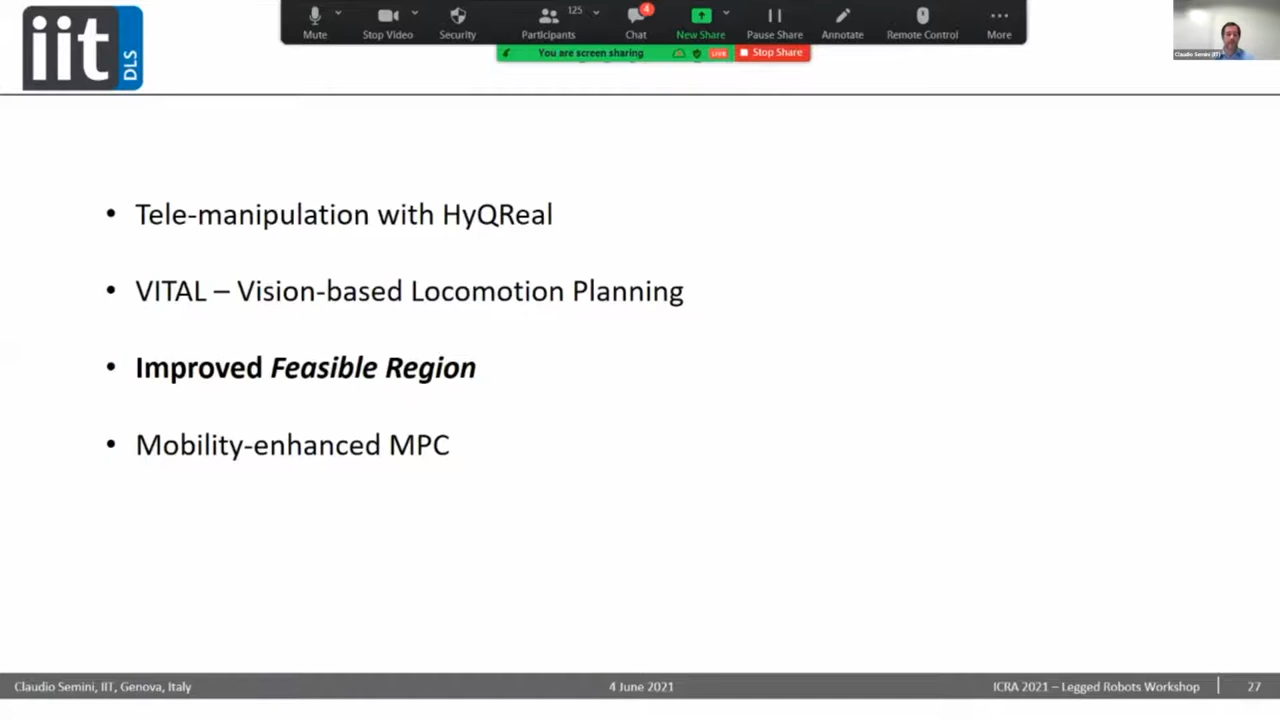 iit
DLS
Mute
Stop Video
Security
Participants
125
Chat
4
New Share
Pause Share
Annotate
Remote Control
More
You are screen sharing
LIVE
Stop Share
Claudio Semini (IIT)
• Tele-manipulation with HyQReal
• VITAL – Vision-based Locomotion Planning
• Improved Feasible Region
• Mobility-enhanced MPC
Claudio Semini, IIT, Genova, Italy
4 June 2021
ICRA 2021 – Legged Robots Workshop
27